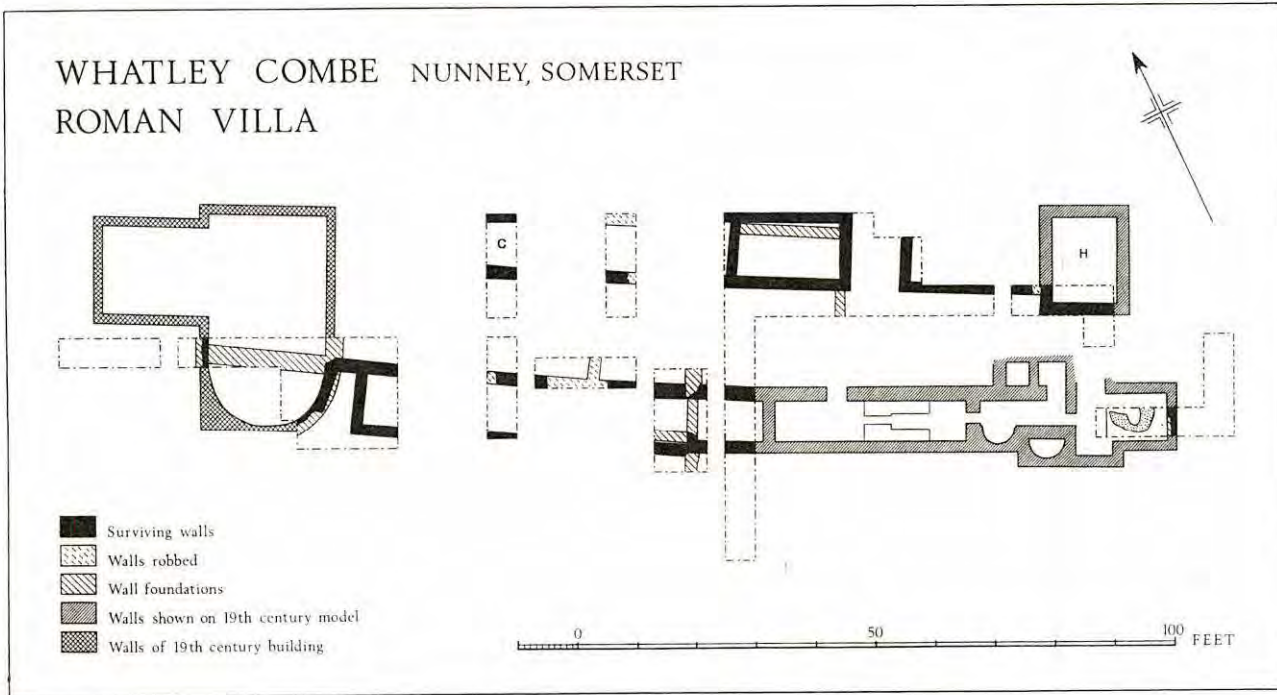 WHATLEY COMBE NUNNEY, SOMERSET
ROMAN VILLA
C
H
Surviving walls
Walls robbed
Wall foundations
Walls shown on 19th century model
Walls of 19th century building
0 50 100 FEET